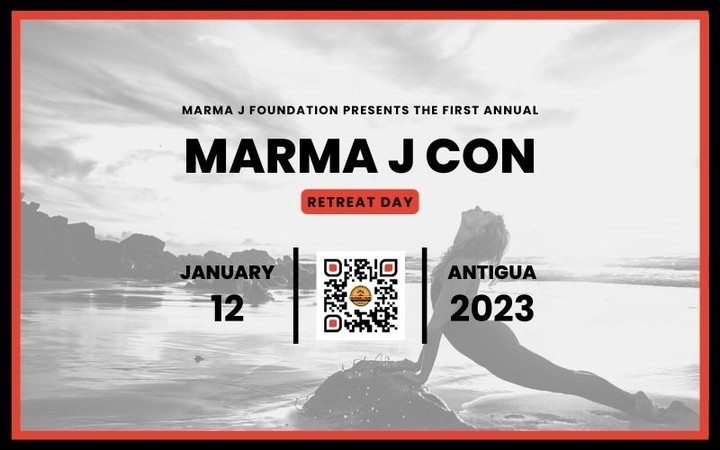 MARMA J FOUNDATION PRESENTS THE FIRST ANNUAL
MARMA J CON
RETREAT DAY
JANUARY
12
ANTIGUA
2023